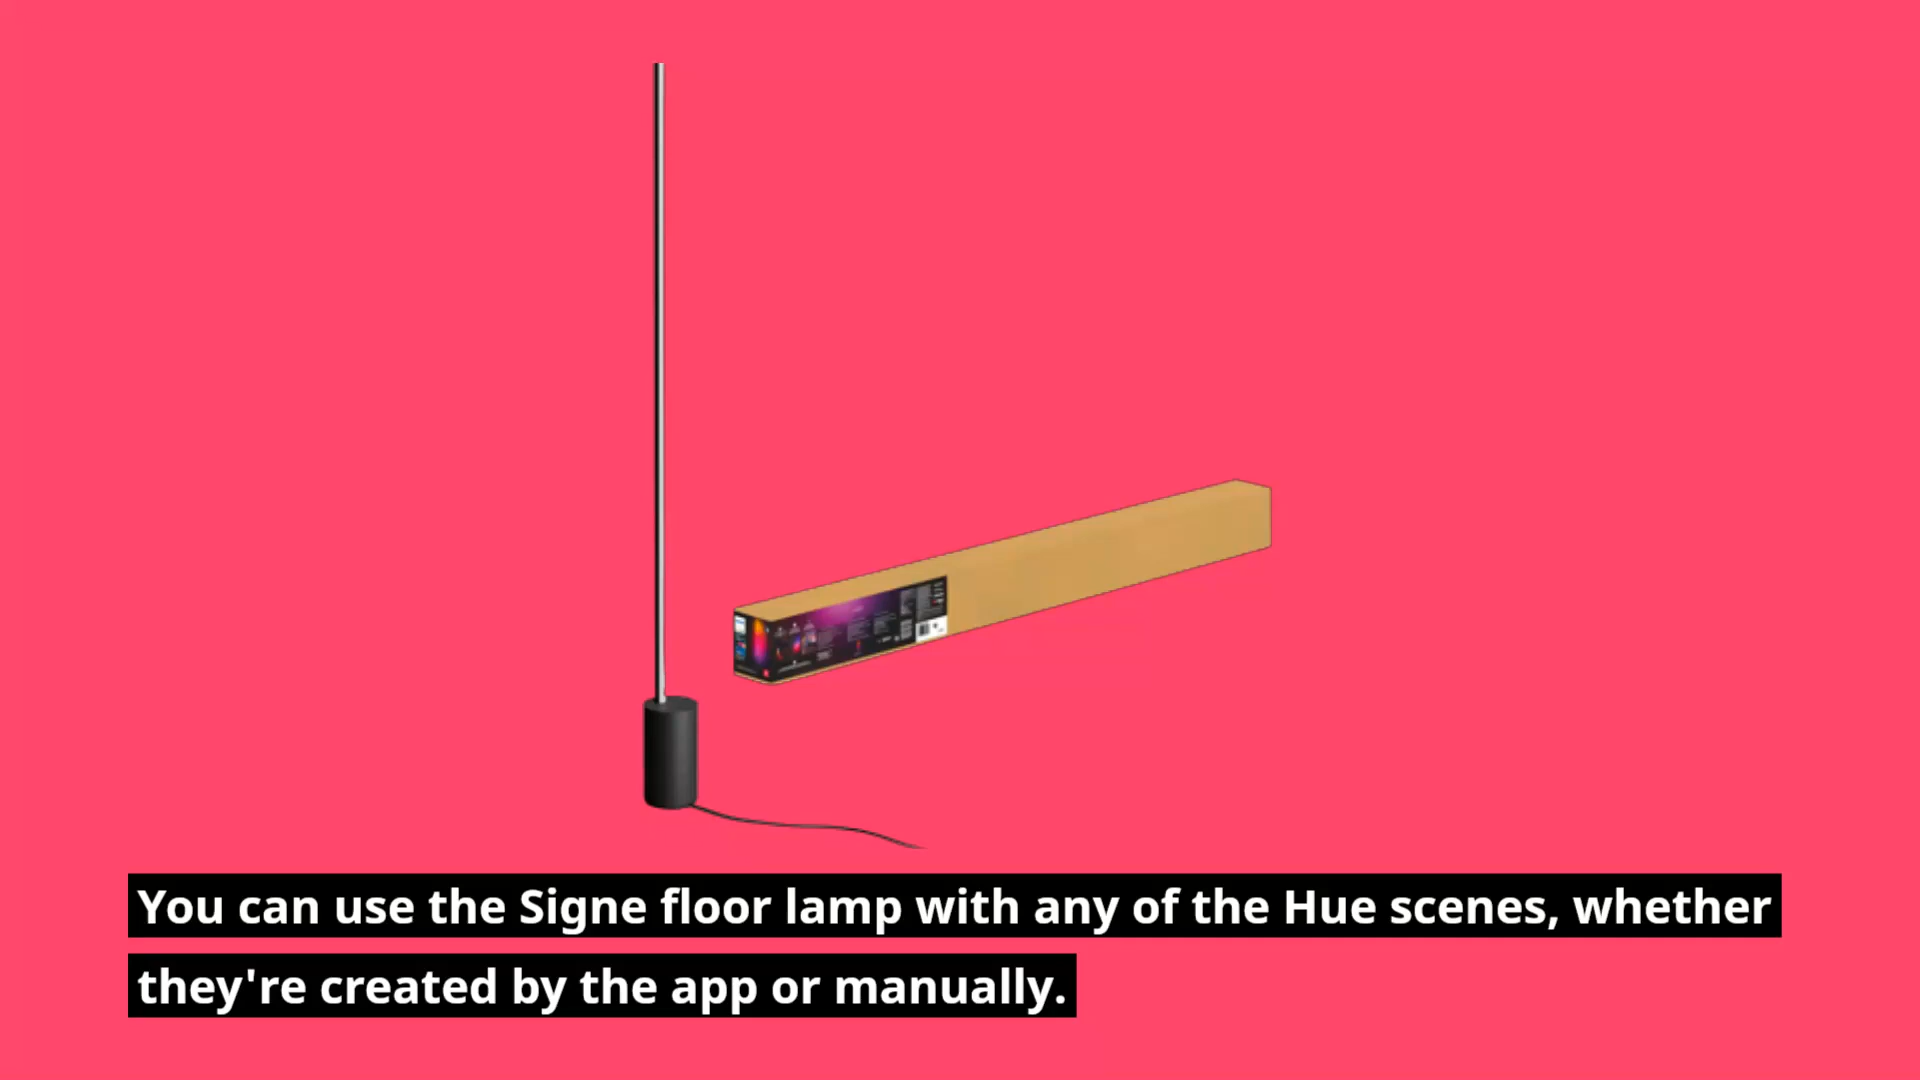 You can use the Signe floor lamp with any of the Hue scenes, whether
they're created by the app or manually.